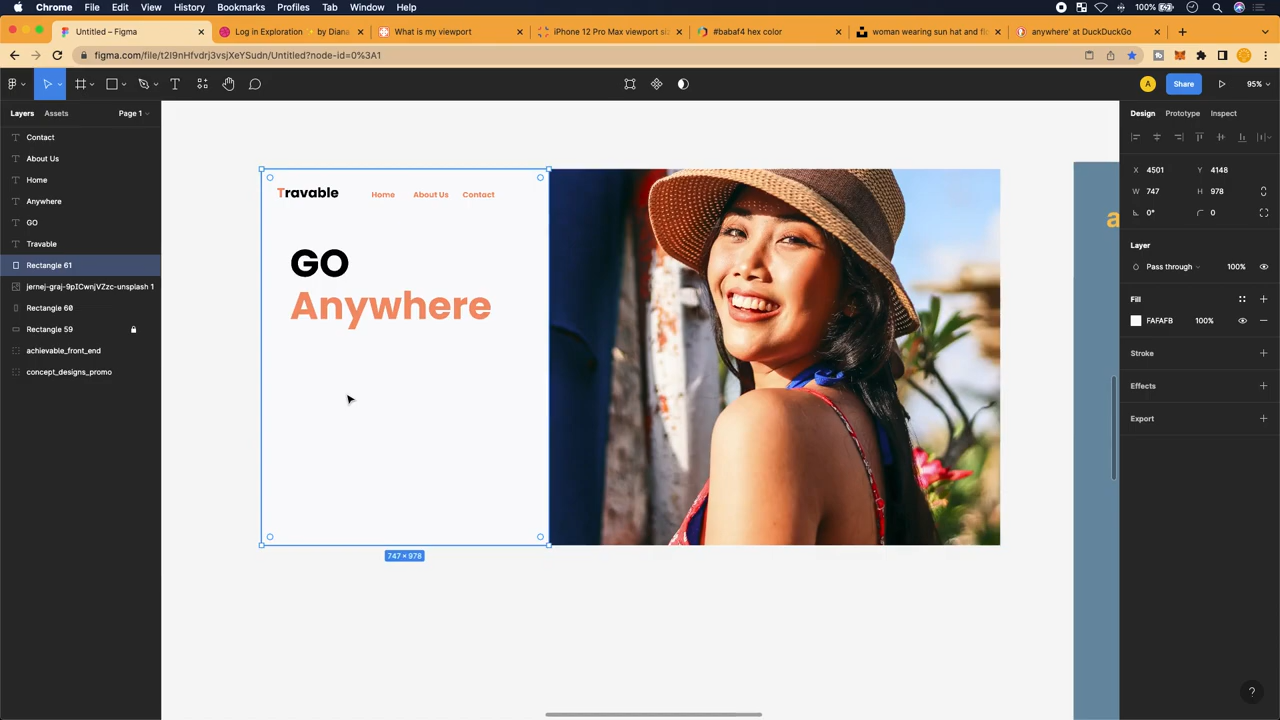 Chrome File Edit View History Bookmarks Profiles Tab Window Help 100%
Untitled – Figma
Log in Exploration by Diana
What is my viewport
iPhone 12 Pro Max viewport si
#babaf4 hex color
woman wearing sun hat and fl
anywhere' at DuckDuckGo
figma.com/file/t2I9nHfvdrj3vsjXeYSudn/Untitled?node-id=0%3A1
A Share 95%
Layers Assets Page 1
Contact
About Us
Home
Anywhere
GO
Travable
Rectangle 61
jernej-graj-9pICwnjVZzc-unsplash 1
Rectangle 60
Rectangle 59
achievable_front_end
concept_designs_promo
Travable Home About Us Contact
GO
Anywhere
747 × 978
a
Design Prototype Inspect
X 4501 Y 4148
W 747 H 978
0° 0
Layer
Pass through 100%
Fill
FAFAFB 100%
Stroke
Effects
Export
?